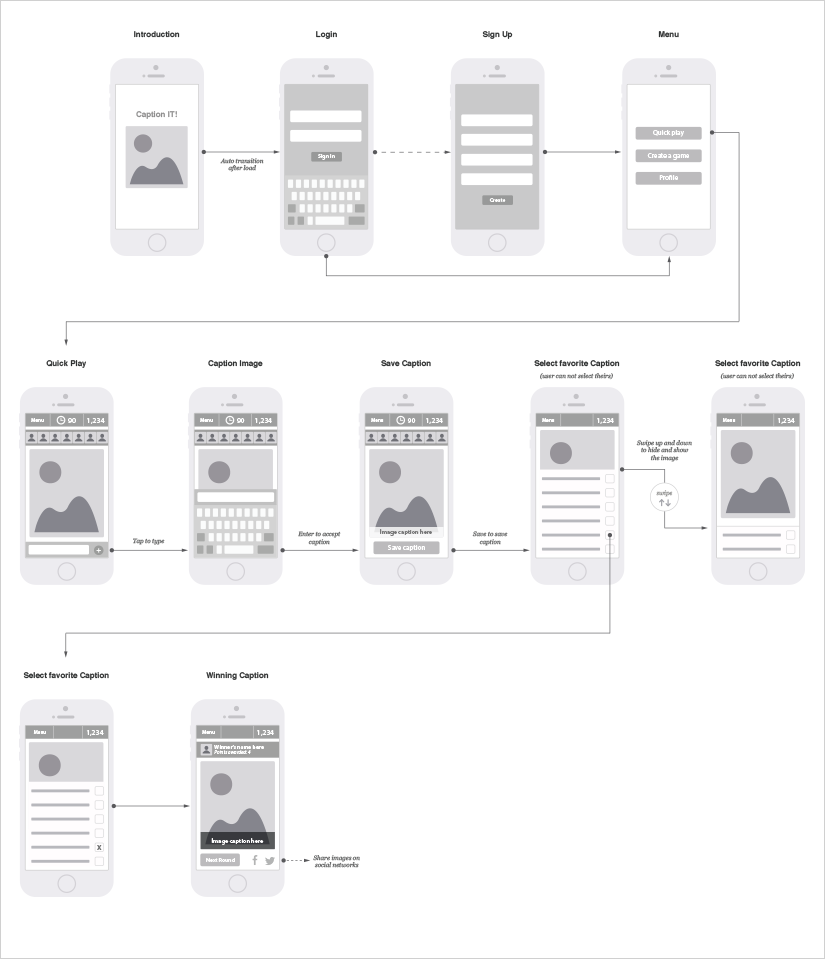 Introduction
Login
Sign Up
Menu
Caption IT!
Sign In
Create
Quick play
Create a game
Profile
Auto transition
after load
Quick Play
Caption Image
Save Caption
Select favorite Caption
(user can not select theirs)
Select favorite Caption
(user can not select theirs)
Menu 90 1,234
Menu 90 1,234
Menu 90 1,234
Menu 1,234
Menu 1,234
Swipe up and down
to hide and show
the image
swipe
Image caption here
Save caption
+
Tap to type
Enter to accept
caption
Save to save
caption
Select favorite Caption
Winning Caption
Menu 1,234
Menu 1,234
Winner's name here
X
Image caption here
Next Round
Share images on
social networks